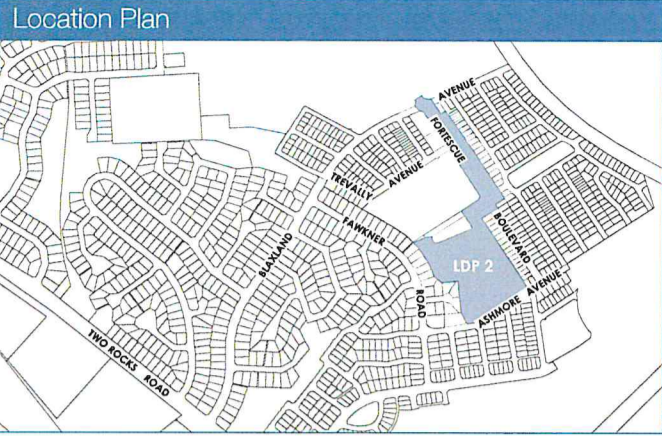 Location Plan
AVENUE
FORTESCUE
TREVALLY AVENUE
FAWKNER
BLAXLAND
BOULEVARD
LDP 2
ROAD
ASHMORE AVENUE
TWO ROCKS ROAD